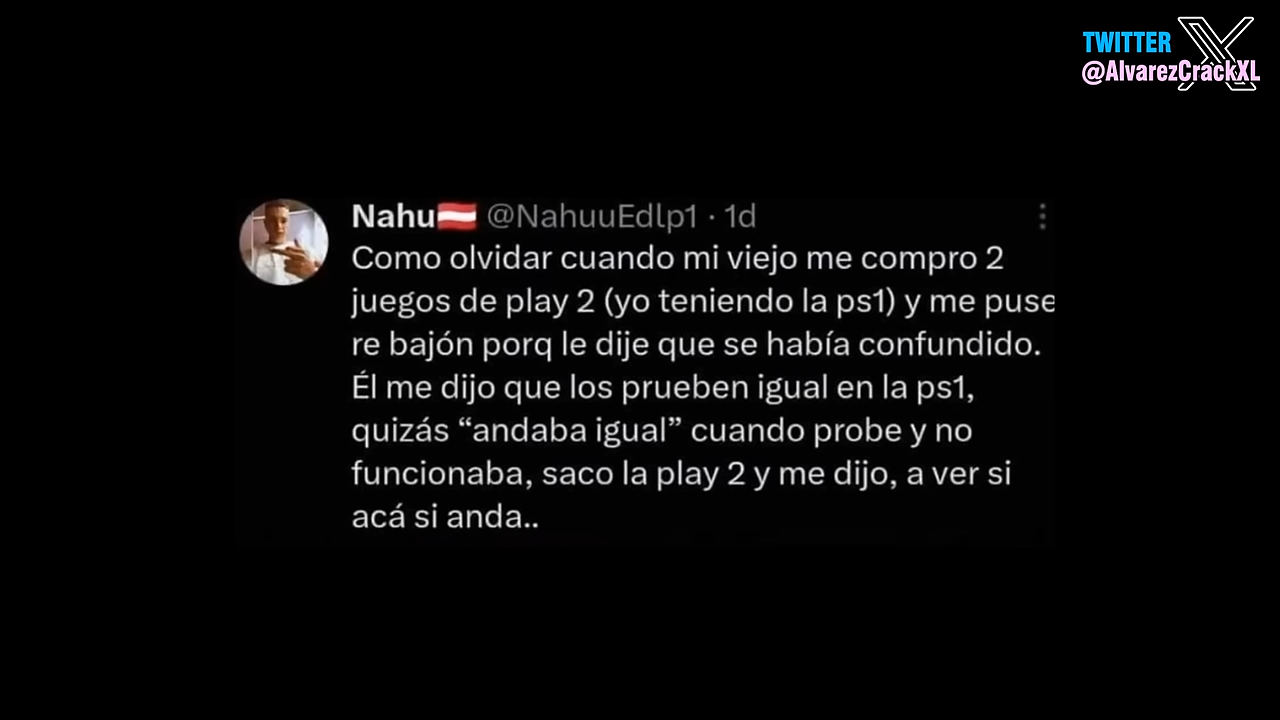 TWITTER
@AlvarezCrackXL
Nahu🇦🇹 @NahuuEdlp1 · 1d
Como olvidar cuando mi viejo me compro 2
juegos de play 2 (yo teniendo la ps1) y me puse
re bajón porq le dije que se había confundido.
Él me dijo que los prueben igual en la ps1,
quizás “andaba igual” cuando probe y no
funcionaba, saco la play 2 y me dijo, a ver si
acá si anda..